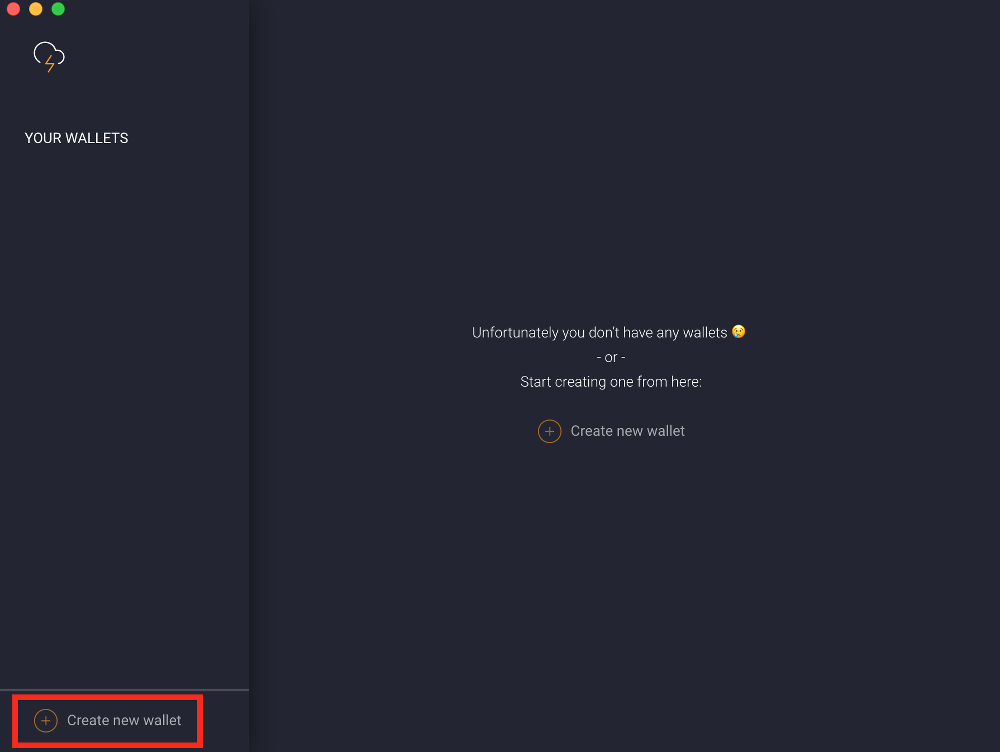 YOUR WALLETS
Unfortunately you don't have any wallets 😢
- or -
Start creating one from here:
Create new wallet
Create new wallet